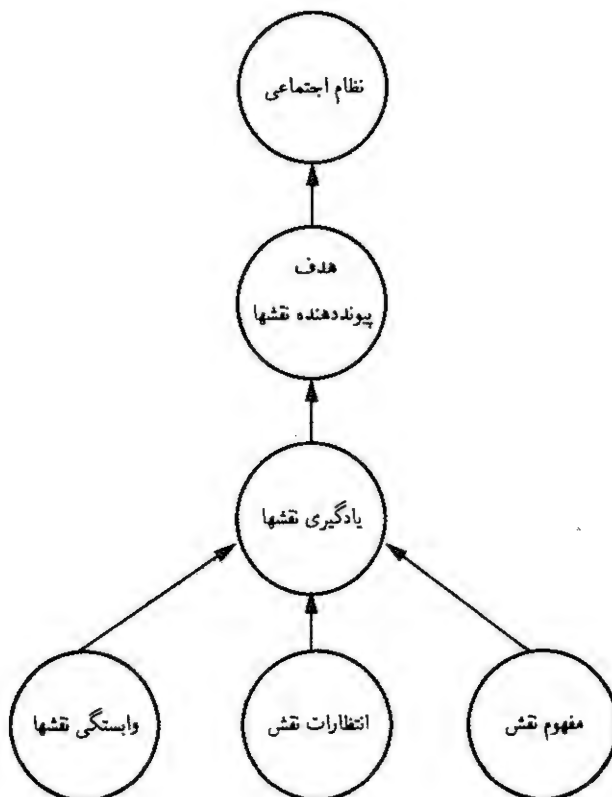 نظام اجتماعی
هدف
پیونددهنده نقشها
یادگیری نقشها
مفهوم نقش
انتظارات نقش
وابستگی نقشها